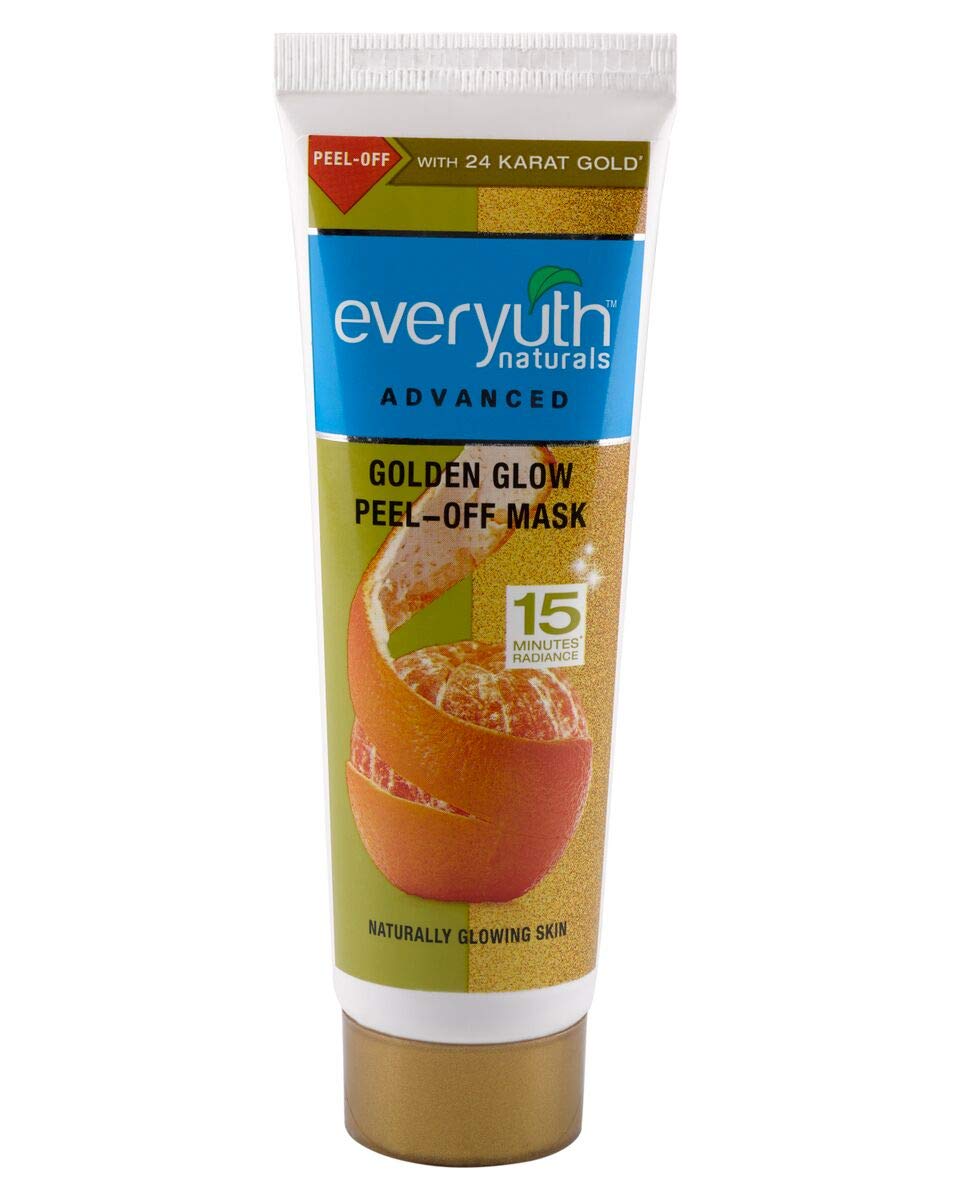 PEEL-OFF
WITH 24 KARAT GOLD#
everyuth™
naturals
ADVANCED
GOLDEN GLOW
PEEL-OFF MASK
15
MINUTES*
RADIANCE
NATURALLY GLOWING SKIN